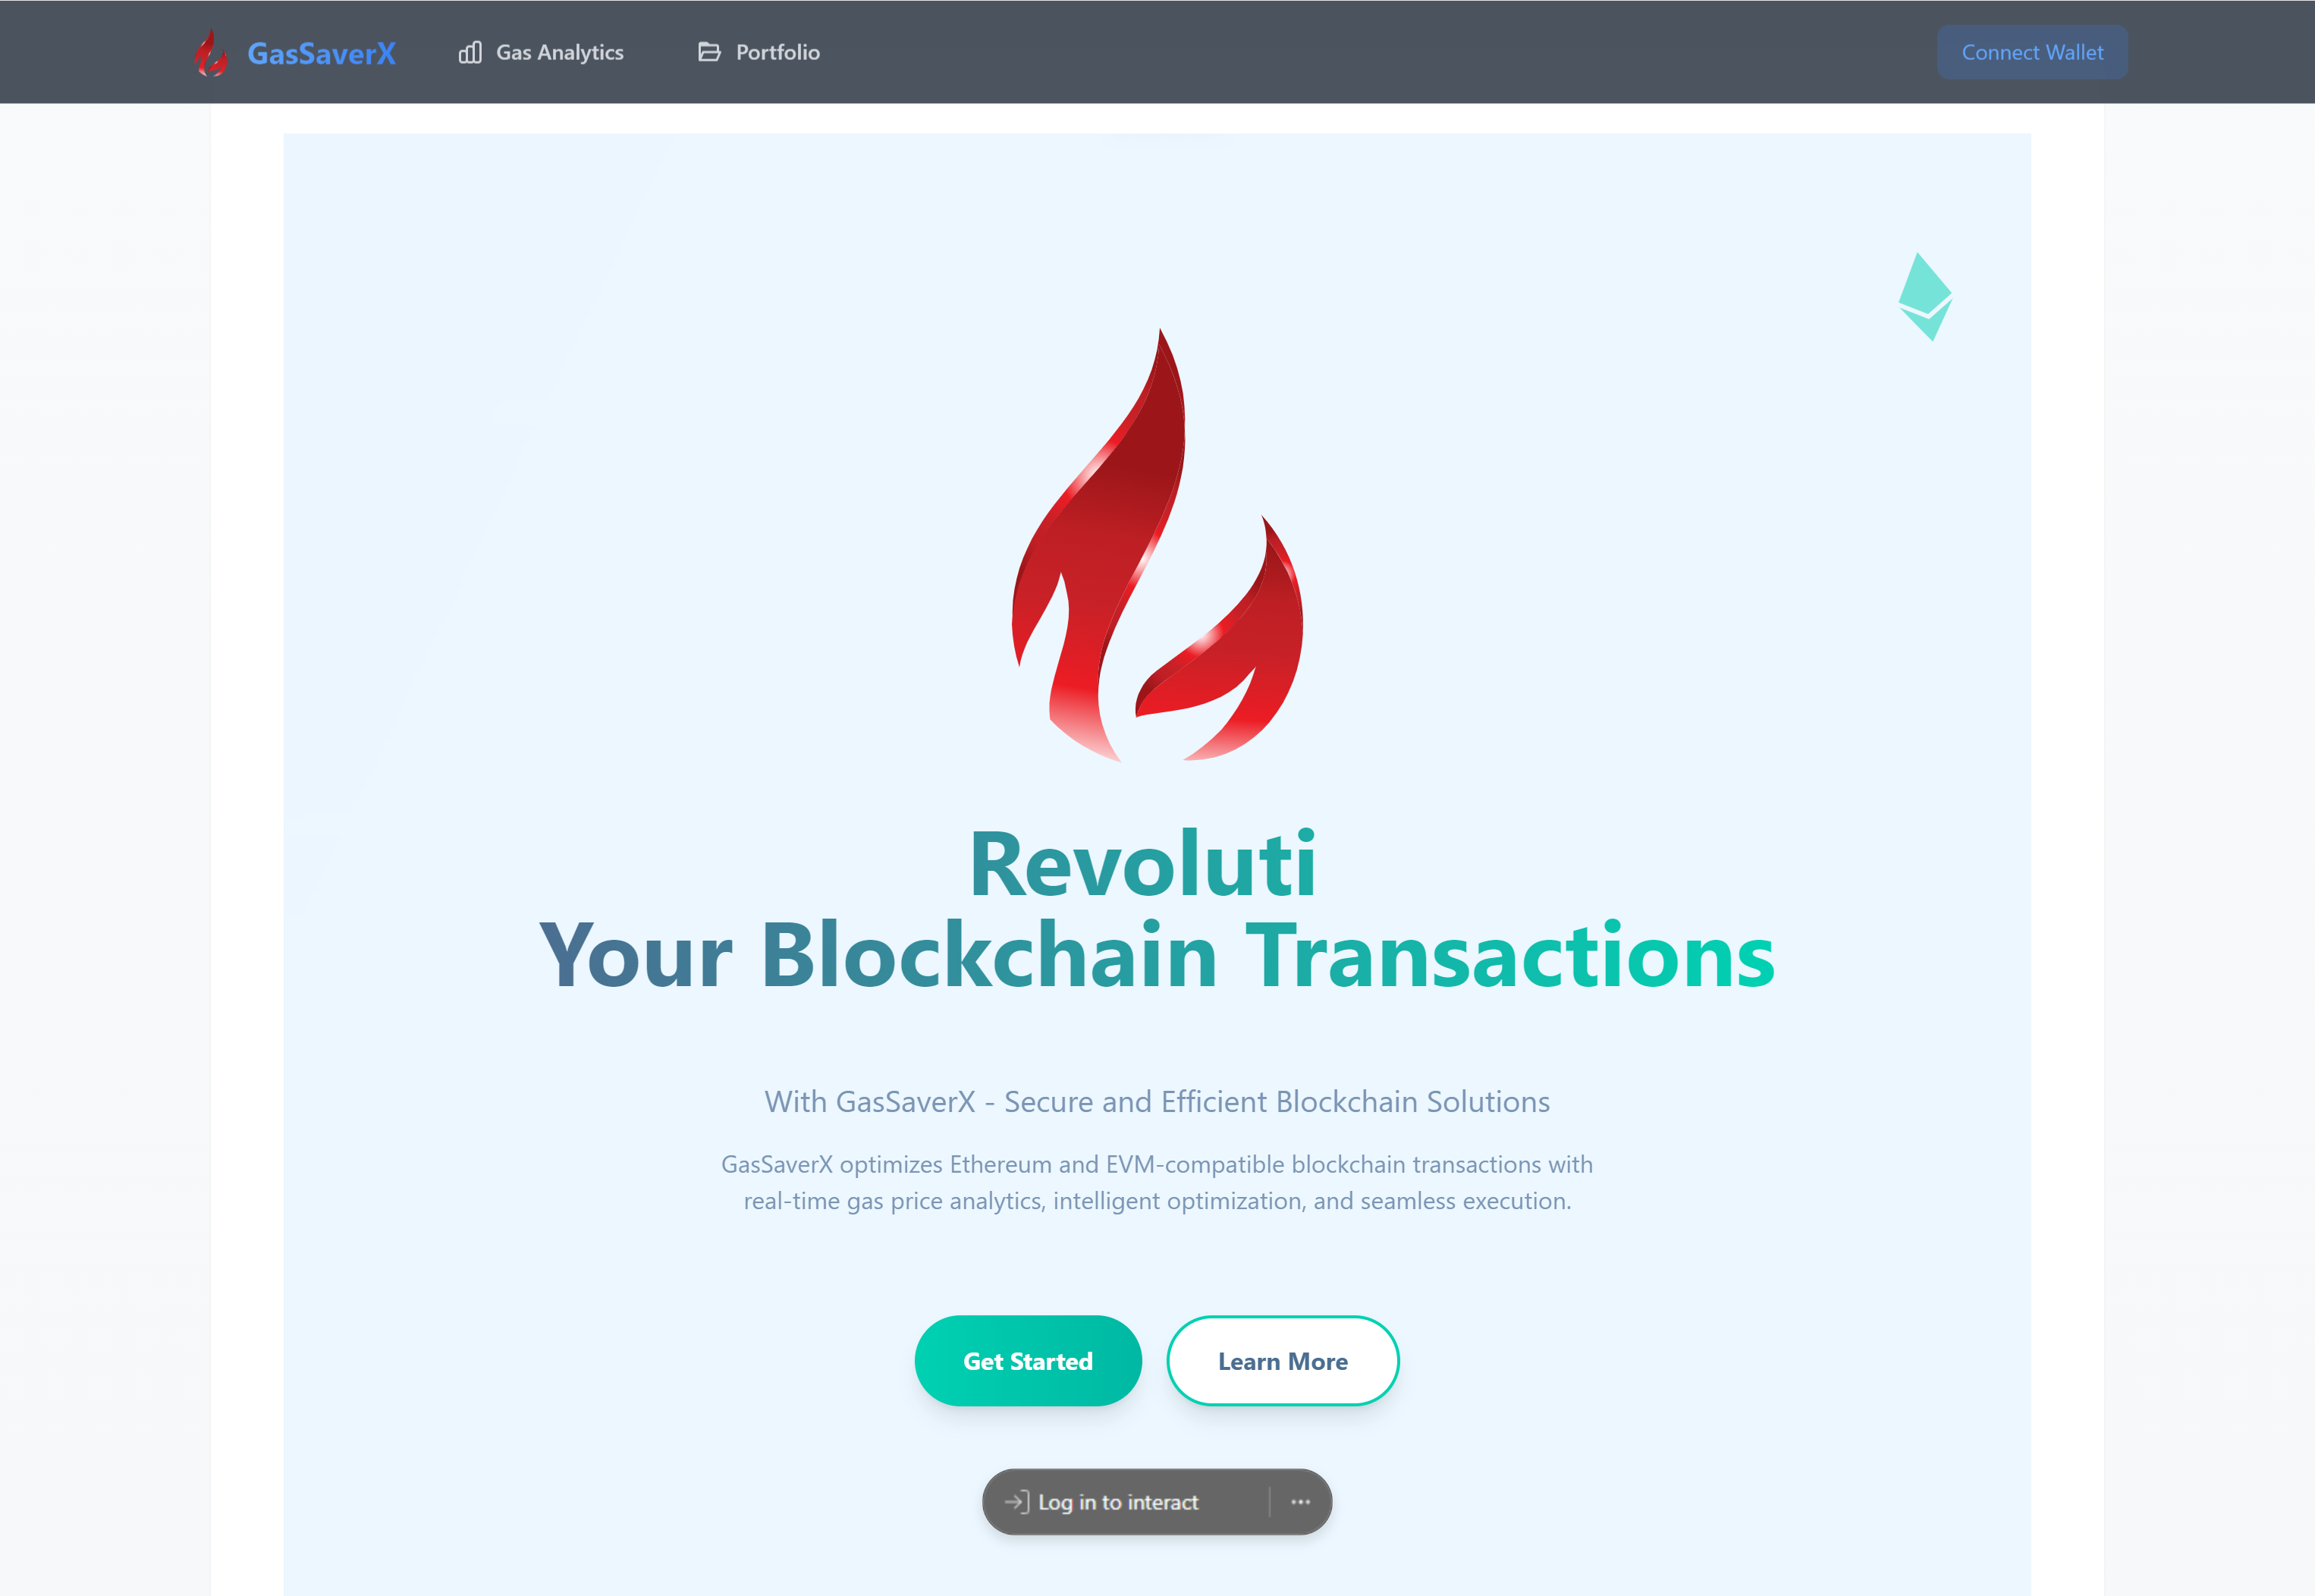 GasSaverX
Gas Analytics
Portfolio
Connect Wallet
Revoluti
Your Blockchain Transactions
With GasSaverX - Secure and Efficient Blockchain Solutions
GasSaverX optimizes Ethereum and EVM-compatible blockchain transactions with
real-time gas price analytics, intelligent optimization, and seamless execution.
Get Started
Learn More
Log in to interact